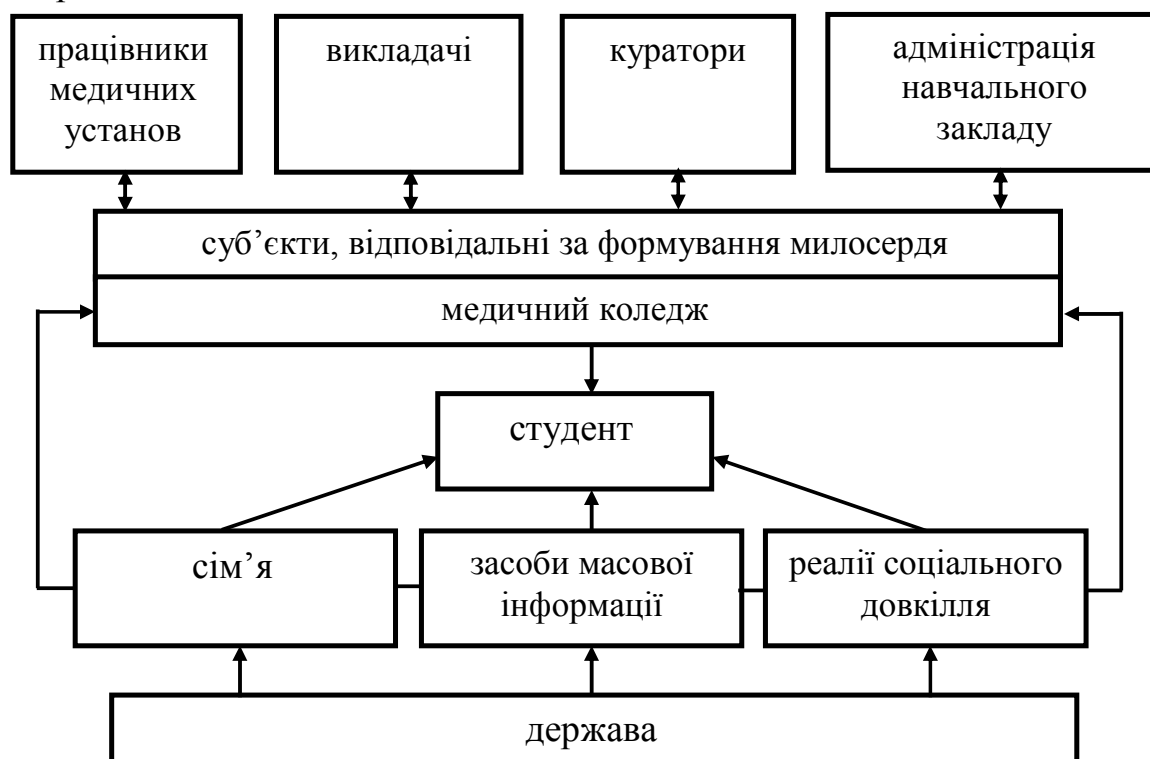 працівники
медичних
установ
викладачі
куратори
адміністрація
навчального
закладу
суб’єкти, відповідальні за формування милосердя
медичний коледж
студент
сім’я
засоби масової
інформації
реалії соціального
довкілля
держава